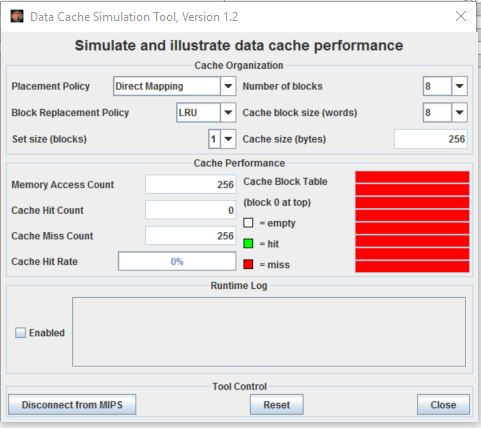 Data Cache Simulation Tool, Version 1.2
Simulate and illustrate data cache performance
Cache Organization
Placement Policy Direct Mapping Number of blocks 8
Block Replacement Policy LRU Cache block size (words) 8
Set size (blocks) 1 Cache size (bytes) 256
Cache Performance
Memory Access Count 256 Cache Block Table
(block 0 at top)
Cache Hit Count 0
= empty
Cache Miss Count 256
= hit
Cache Hit Rate 0% = miss
Runtime Log
Enabled
Tool Control
Disconnect from MIPS Reset Close